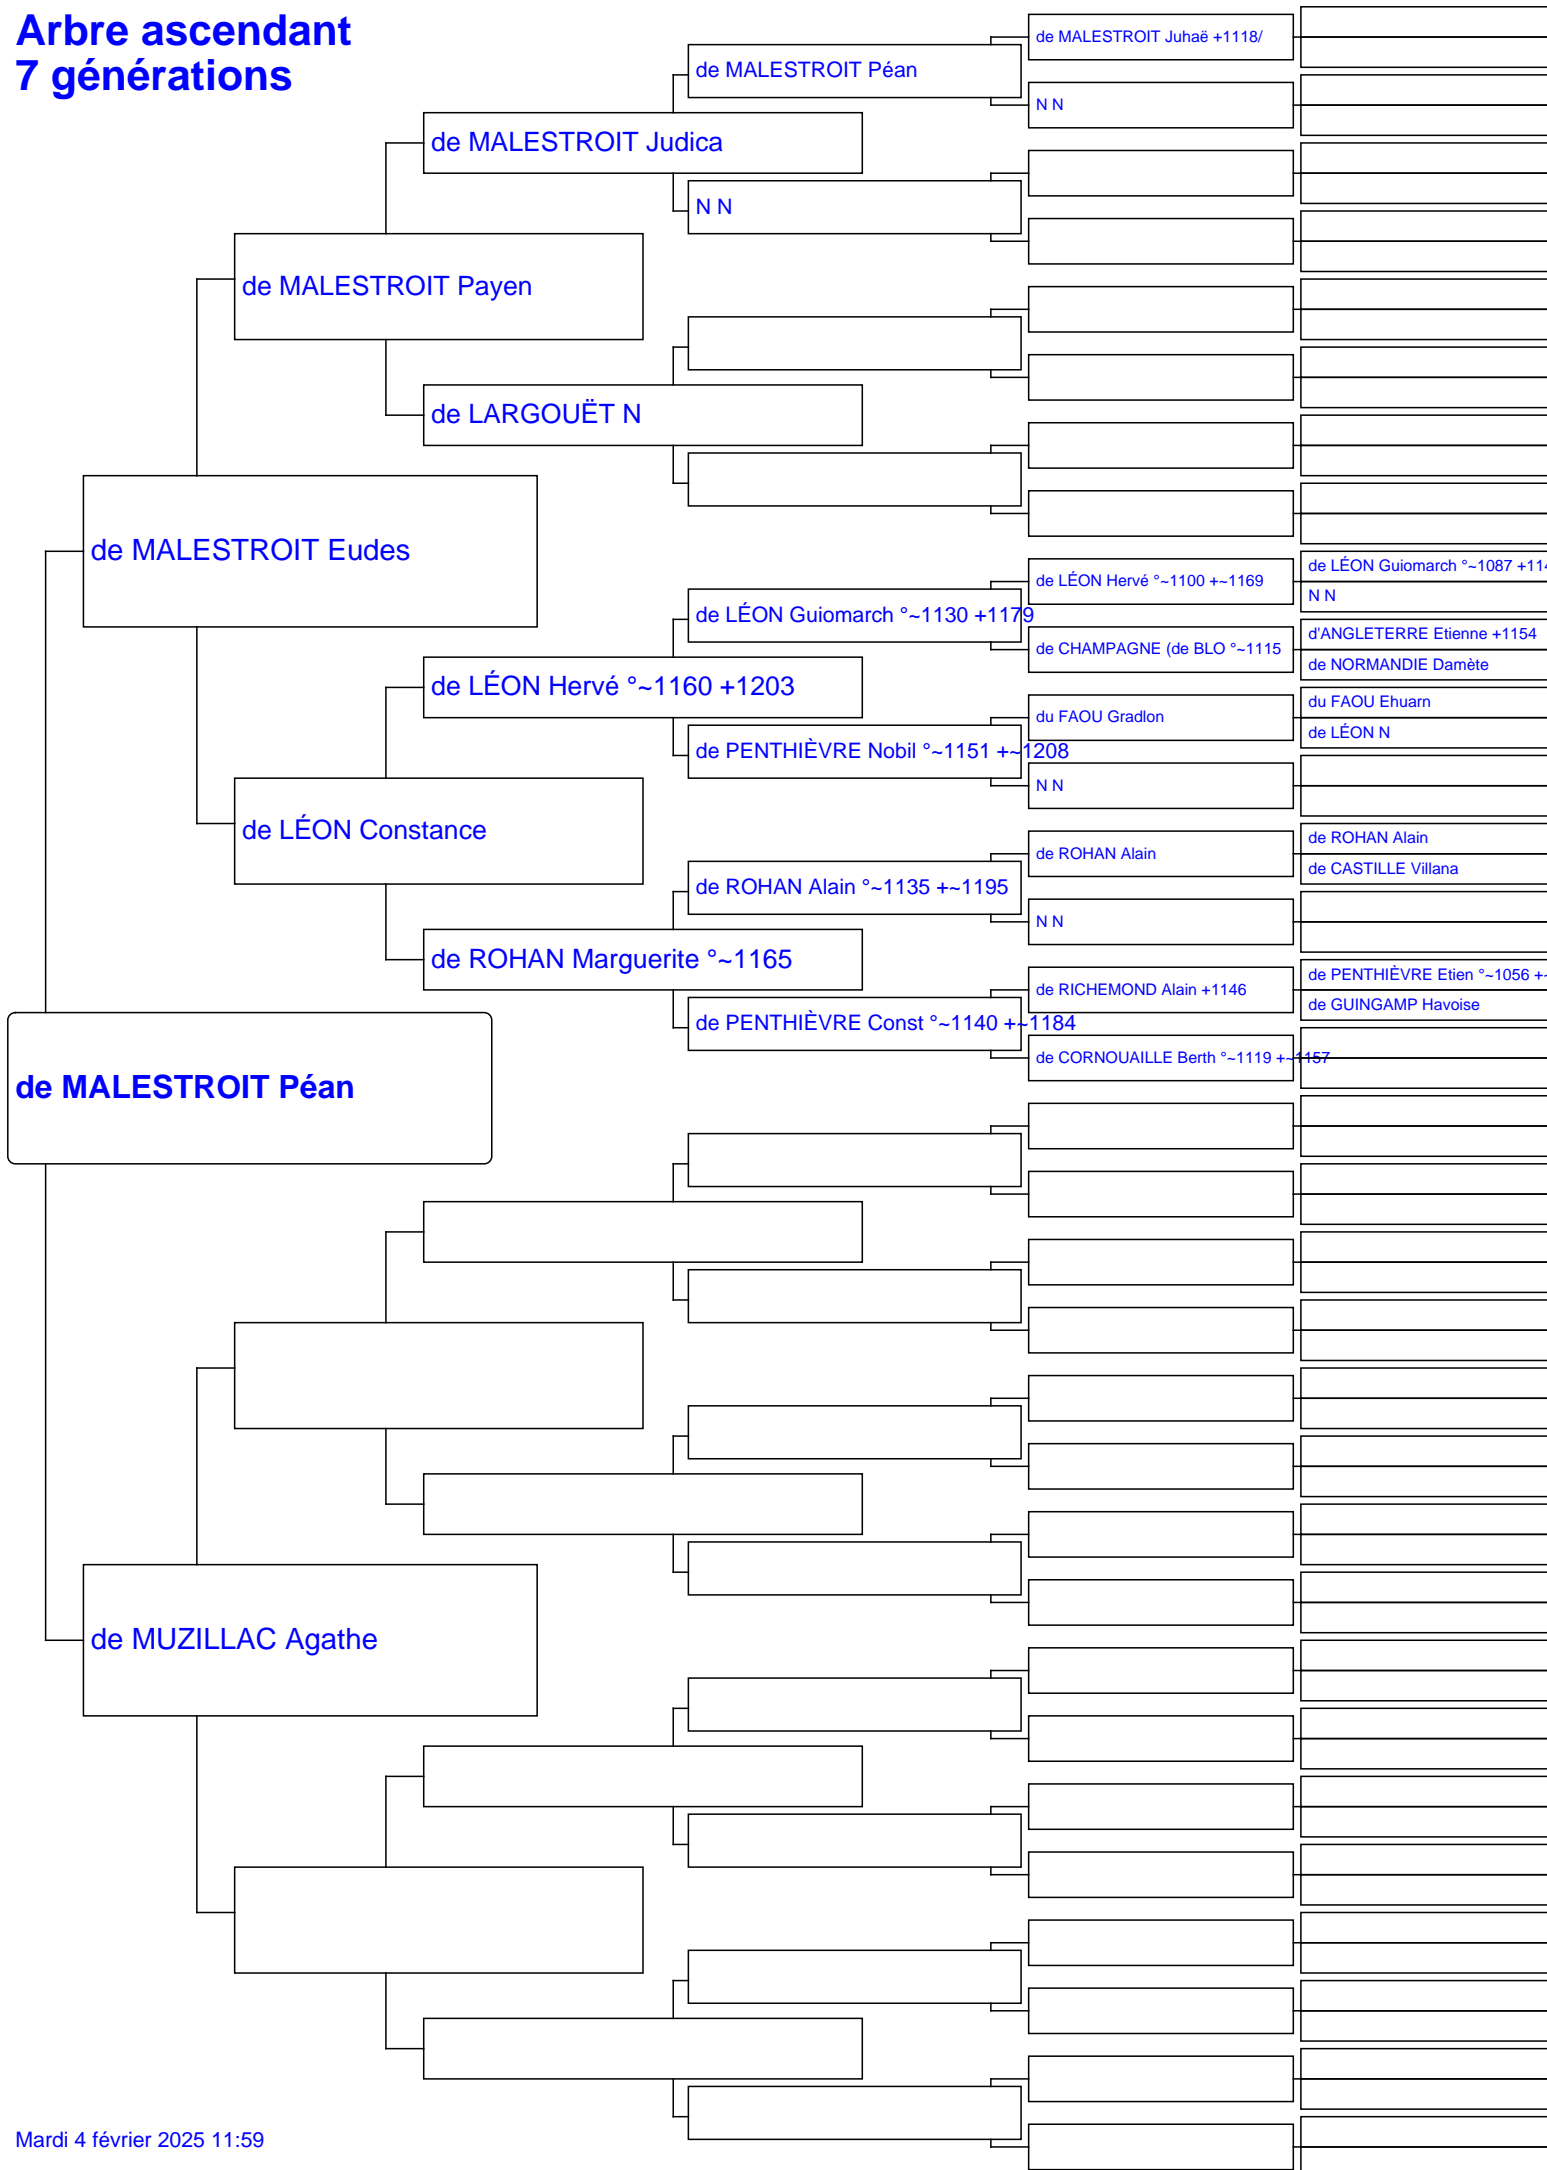 Arbre ascendant
7 générations
de MALESTROIT Juhaë +1118/
de MALESTROIT Péan
N N
de MALESTROIT Judica
N N
de MALESTROIT Payen
de LARGOUËT N
de MALESTROIT Eudes
de LÉON Guiomarch °~1087 +114
de LÉON Hervé °~1100 +~1169
N N
de LÉON Guiomarch °~1130 +1179
d'ANGLETERRE Etienne +1154
de CHAMPAGNE (de BLO °~1115
de NORMANDIE Damète
de LÉON Hervé °~1160 +1203
du FAOU Ehuarn
du FAOU Gradlon
de LÉON N
de PENTHIÈVRE Nobil °~1151 +~1208
N N
de LÉON Constance
de ROHAN Alain
de ROHAN Alain
de CASTILLE Villana
de ROHAN Alain °~1135 +~1195
N N
de ROHAN Marguerite °~1165
de PENTHIÈVRE Etien °~1056 +~
de RICHEMOND Alain +1146
de GUINGAMP Havoise
de PENTHIÈVRE Const °~1140 +~1184
de CORNOUAILLE Berth °~1119 +~1157
de MALESTROIT Péan
de MUZILLAC Agathe
Mardi 4 février 2025 11:59